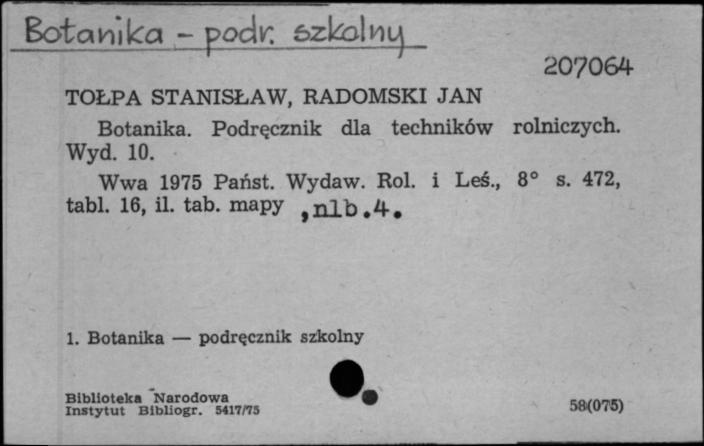 Botanika - podr. szkolny
207064
TOŁPA STANISŁAW, RADOMSKI JAN
Botanika. Podręcznik dla techników rolniczych.
Wyd. 10.
Wwa 1975 Państ. Wydaw. Rol. i Leś., 8° s. 472,
tabl. 16, il. tab. mapy , nlb.4.
1. Botanika — podręcznik szkolny
Biblioteka Narodowa
Instytut Bibliogr. 5417/75
58(075)